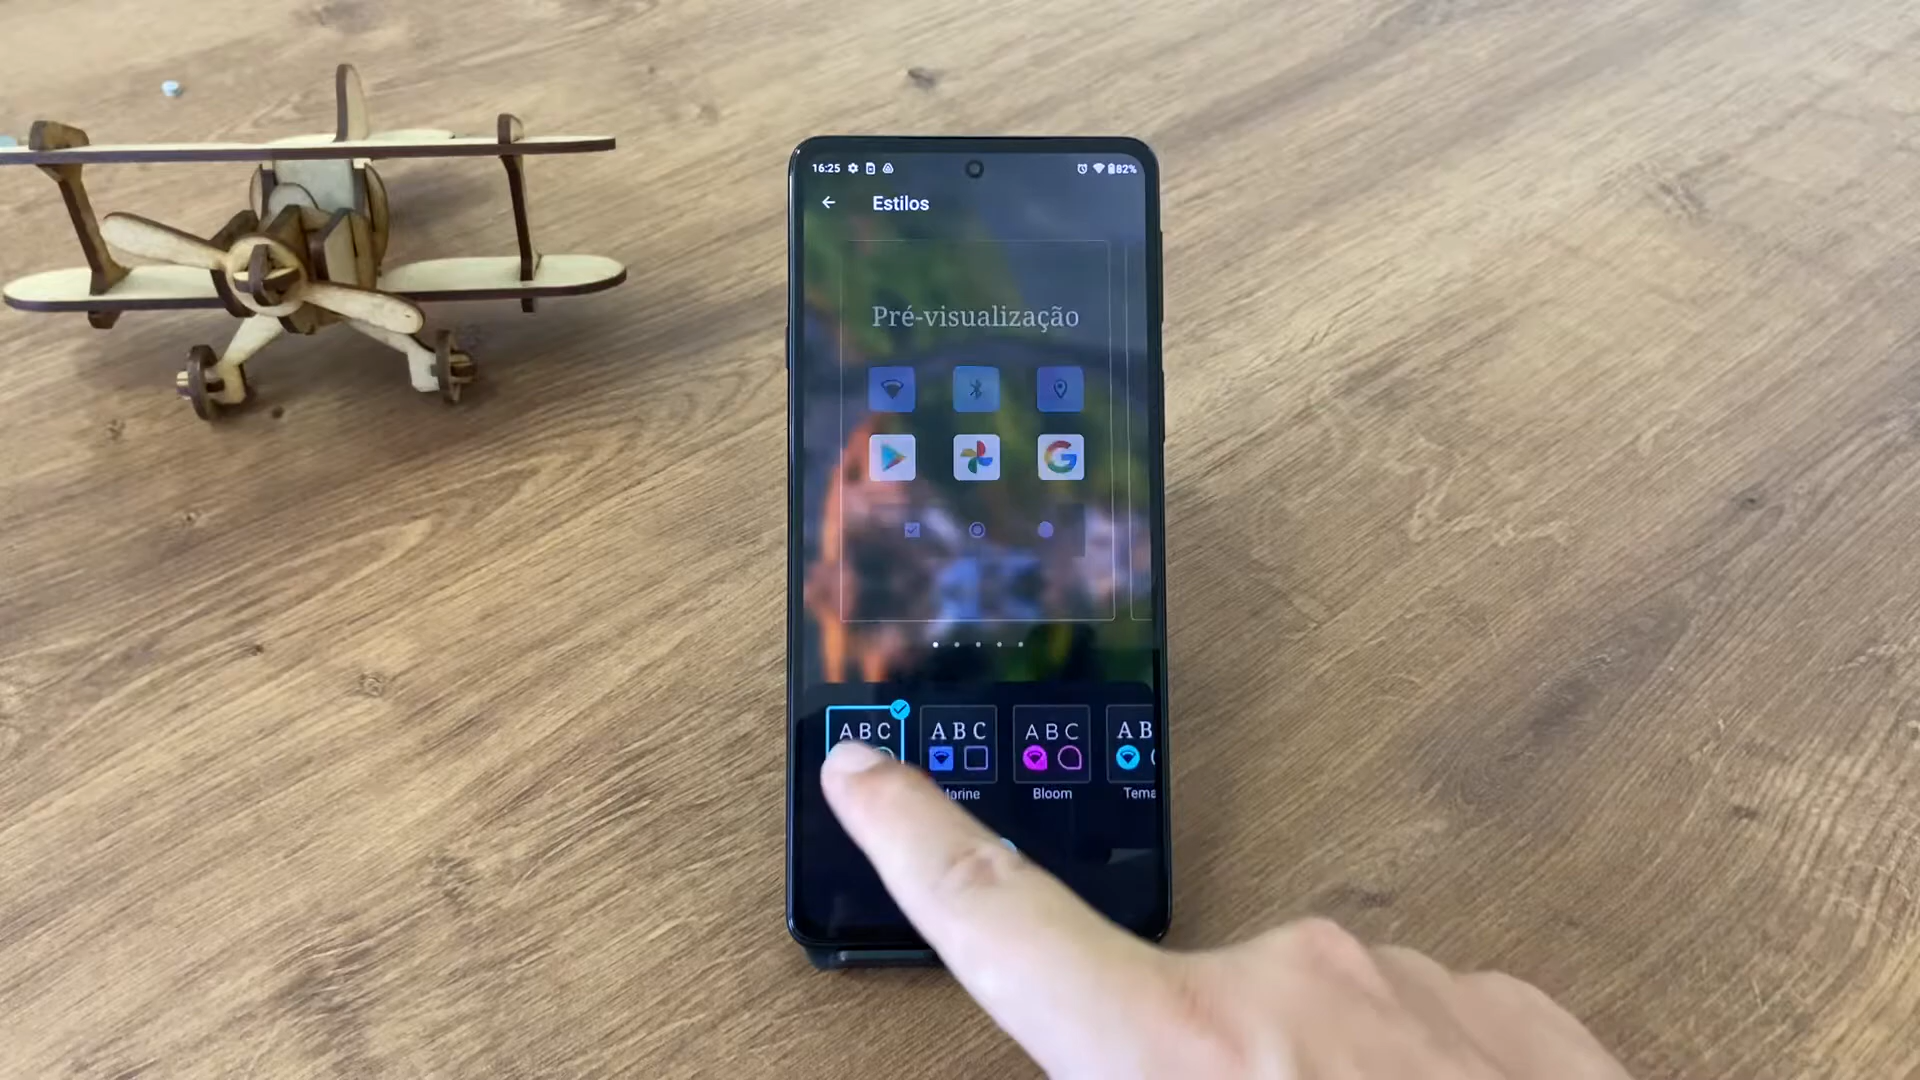 16:25 82%
Estilos
Pré-visualização
G
ABC ABC ABC AB
Bloom Tema